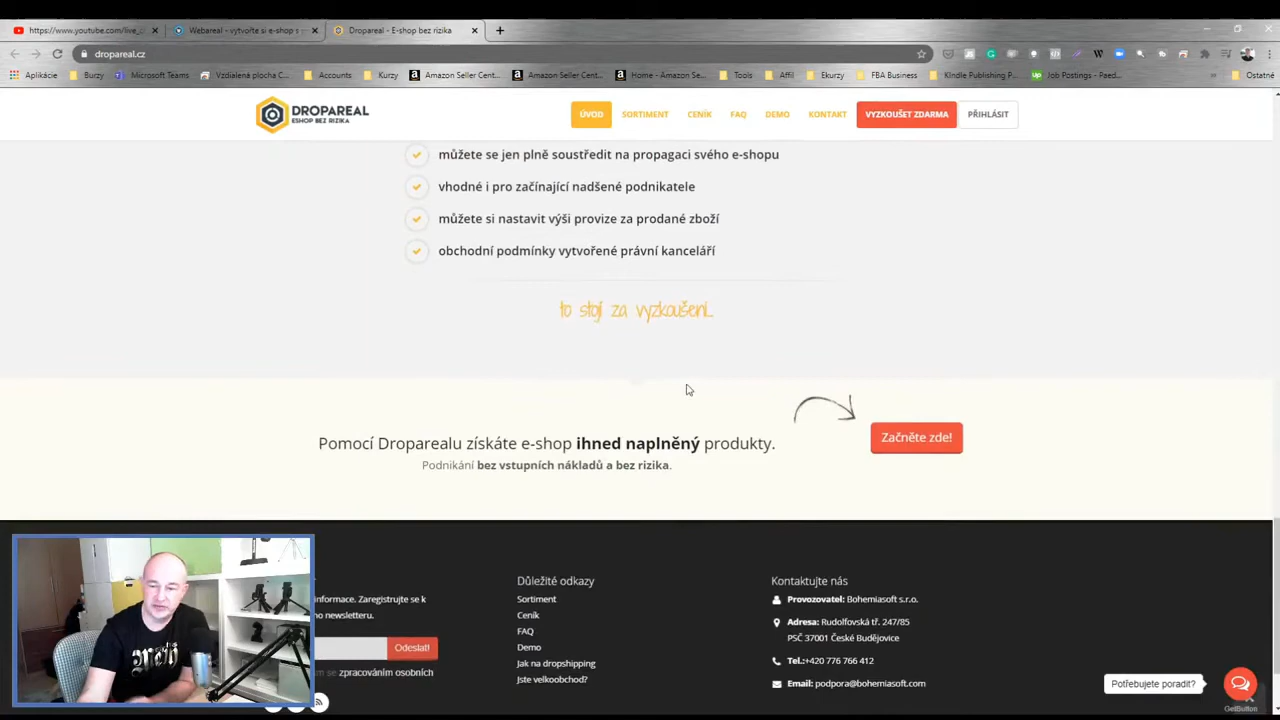 https://www.youtube.com/live_d
Webareal - vytvořte si e-shop s
Dropareal - E-shop bez rizika
dropareal.cz
Aplikácie
Burzy
Microsoft Teams
Vzdialená plocha C...
Accounts
Kurzy
Amazon Seller Cent...
Amazon Seller Cent...
Home - Amazon Se...
Tools
Affil
Ekurzy
FBA Business
Kindle Publishing P...
Job Postings - Paed...
Ostatné
DROPAREAL
ESHOP BEZ RIZIKA
ÚVOD
SORTIMENT
CENÍK
FAQ
DEMO
KONTAKT
VYZKOUŠET ZDARMA
PŘIHLÁSIT
můžete se jen plně soustředit na propagaci svého e-shopu
vhodné i pro začínající nadšené podnikatele
můžete si nastavit výši provize za prodané zboží
obchodní podmínky vytvořené právní kanceláří
to stojí za vyzkoušení...
Pomocí Droparealu získáte e-shop ihned naplněný produkty.
Podnikání bez vstupních nákladů a bez rizika.
Začněte zde!
informace. Zaregistrujte se k
ho newsletteru.
Odeslat!
m se zpracováním osobních
Důležité odkazy
Sortiment
Ceník
FAQ
Demo
Jak na dropshipping
Jste velkoobchod?
Kontaktujte nás
Provozovatel: Bohemiasoft s.r.o.
Adresa: Rudolfovská tř. 247/85
PSČ 37001 České Budějovice
Tel.:+420 776 766 412
Email: podpora@bohemiasoft.com
Potřebujete poradit?
GetButton